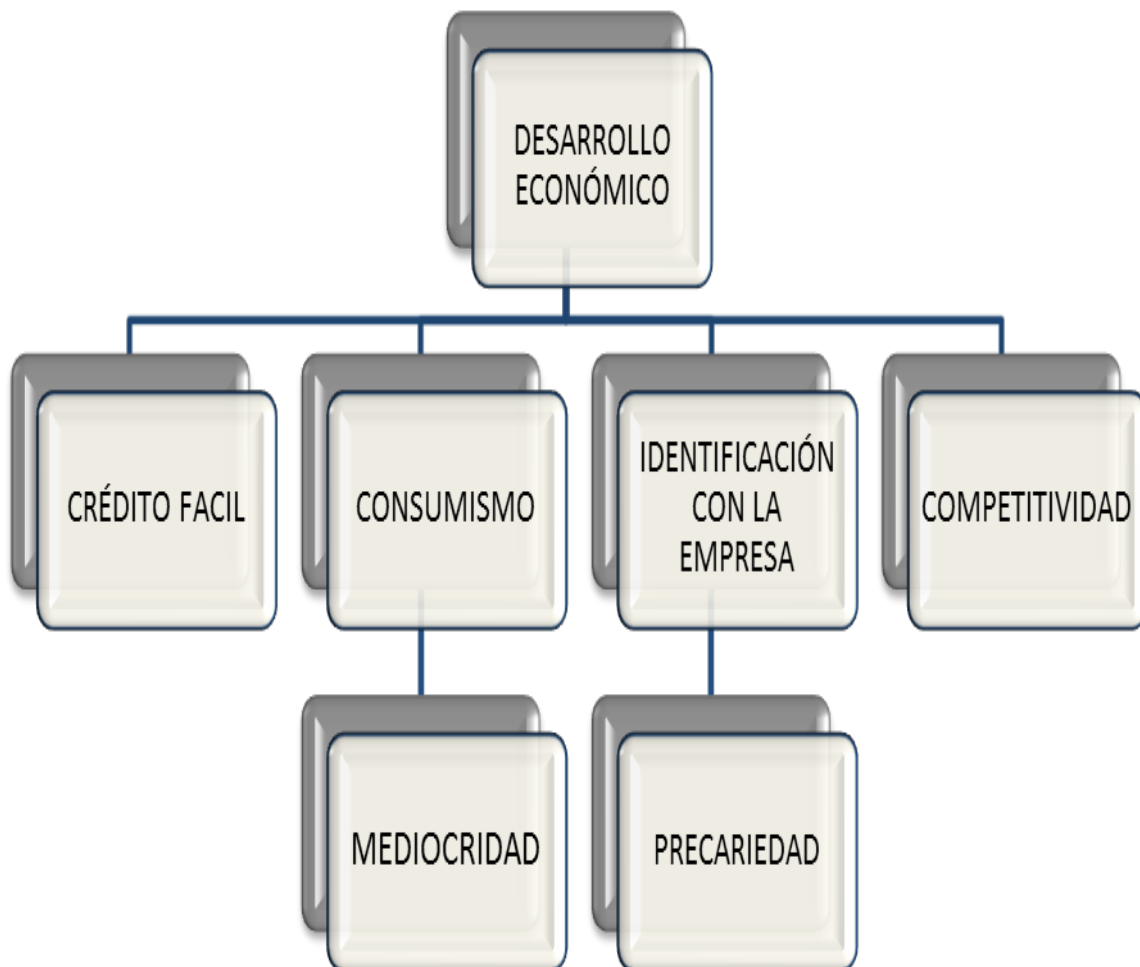 DESARROLLO
ECONÓMICO
CRÉDITO FACIL
CONSUMISMO
IDENTIFICACIÓN
CON LA
EMPRESA
COMPETITIVIDAD
MEDIOCRIDAD
PRECARIEDAD